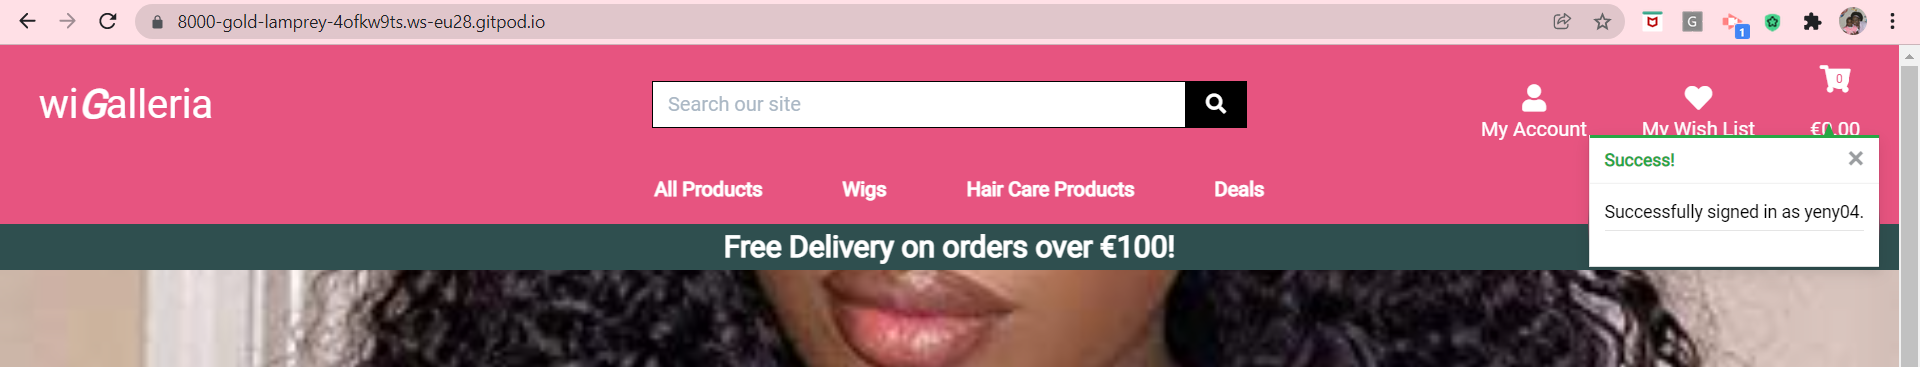 8000-gold-lamprey-4ofkw9ts.ws-eu28.gitpod.io
G
1
wiGalleria
Search our site
My Account
My Wish List
0
€0.00
Success!
Successfully signed in as yeny04.
All Products
Wigs
Hair Care Products
Deals
Free Delivery on orders over €100!